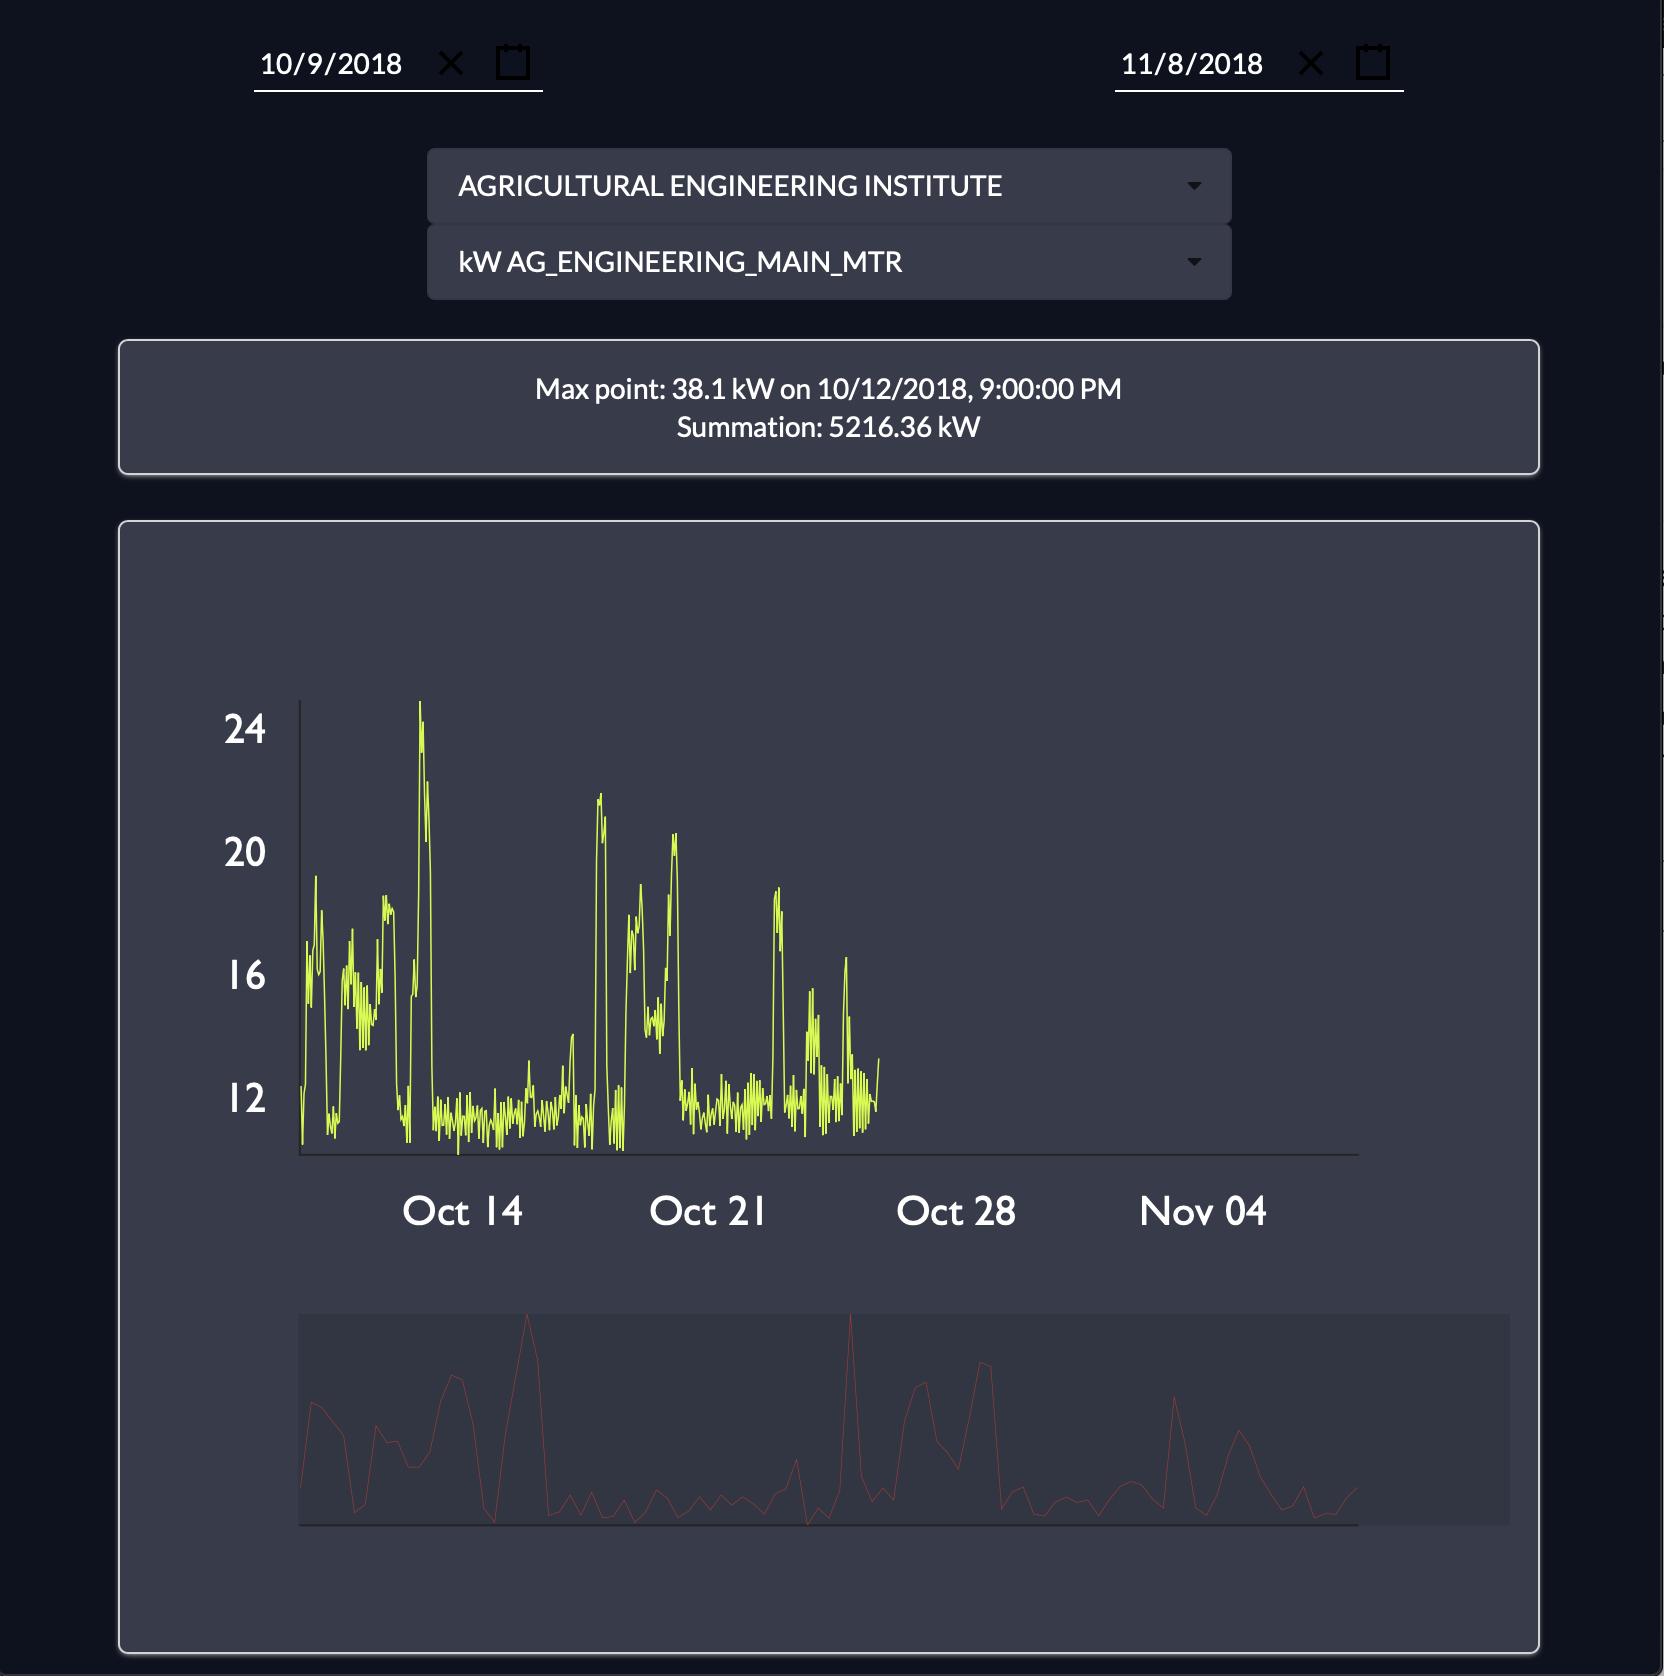 10/9/2018
11/8/2018
AGRICULTURAL ENGINEERING INSTITUTE
kW AG_ENGINEERING_MAIN_MTR
Max point: 38.1 kW on 10/12/2018, 9:00:00 PM
Summation: 5216.36 kW
24
20
16
12
Oct 14 Oct 21 Oct 28 Nov 04